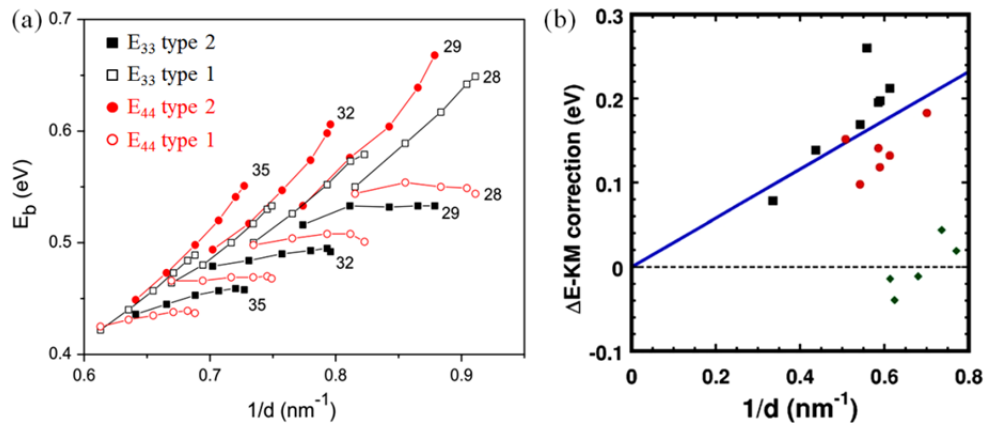 (a)
0.7
0.6
0.5
0.4
E_b (eV)
E33 type 2
E33 type 1
E44 type 2
E44 type 1
29
28
32
35
28
29
32
35
0.6 0.7 0.8 0.9
1/d (nm⁻¹)
(b)
0.3
0.2
0.1
0
-0.1
ΔE-KM correction (eV)
0 0.2 0.4 0.6 0.8
1/d (nm⁻¹)